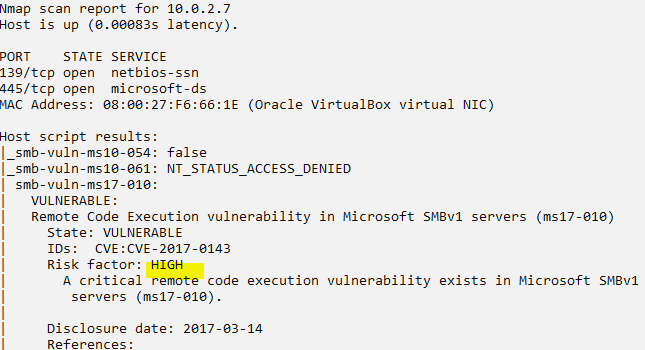 Nmap scan report for 10.0.2.7
Host is up (0.00083s latency).
PORT STATE SERVICE
139/tcp open netbios-ssn
445/tcp open microsoft-ds
MAC Address: 08:00:27:F6:66:1E (Oracle VirtualBox virtual NIC)
Host script results:
|_smb-vuln-ms10-054: false
|_smb-vuln-ms10-061: NT_STATUS_ACCESS_DENIED
| smb-vuln-ms17-010:
|   VULNERABLE:
|   Remote Code Execution vulnerability in Microsoft SMBv1 servers (ms17-010)
|     State: VULNERABLE
|     IDs:  CVE:CVE-2017-0143
|     Risk factor: HIGH
|       A critical remote code execution vulnerability exists in Microsoft SMBv1
|        servers (ms17-010).
|
|     Disclosure date: 2017-03-14
|     References: